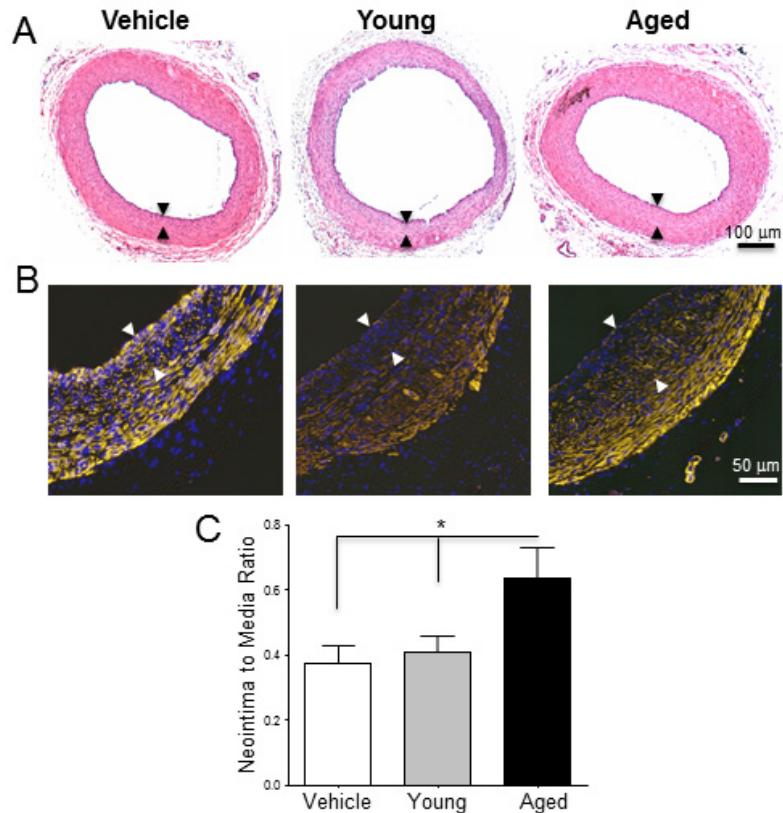 A
Vehicle
Young
Aged
100 µm
B
50 µm
C
*
Neointima to Media Ratio
0.8
0.6
0.4
0.2
0.0
Vehicle
Young
Aged